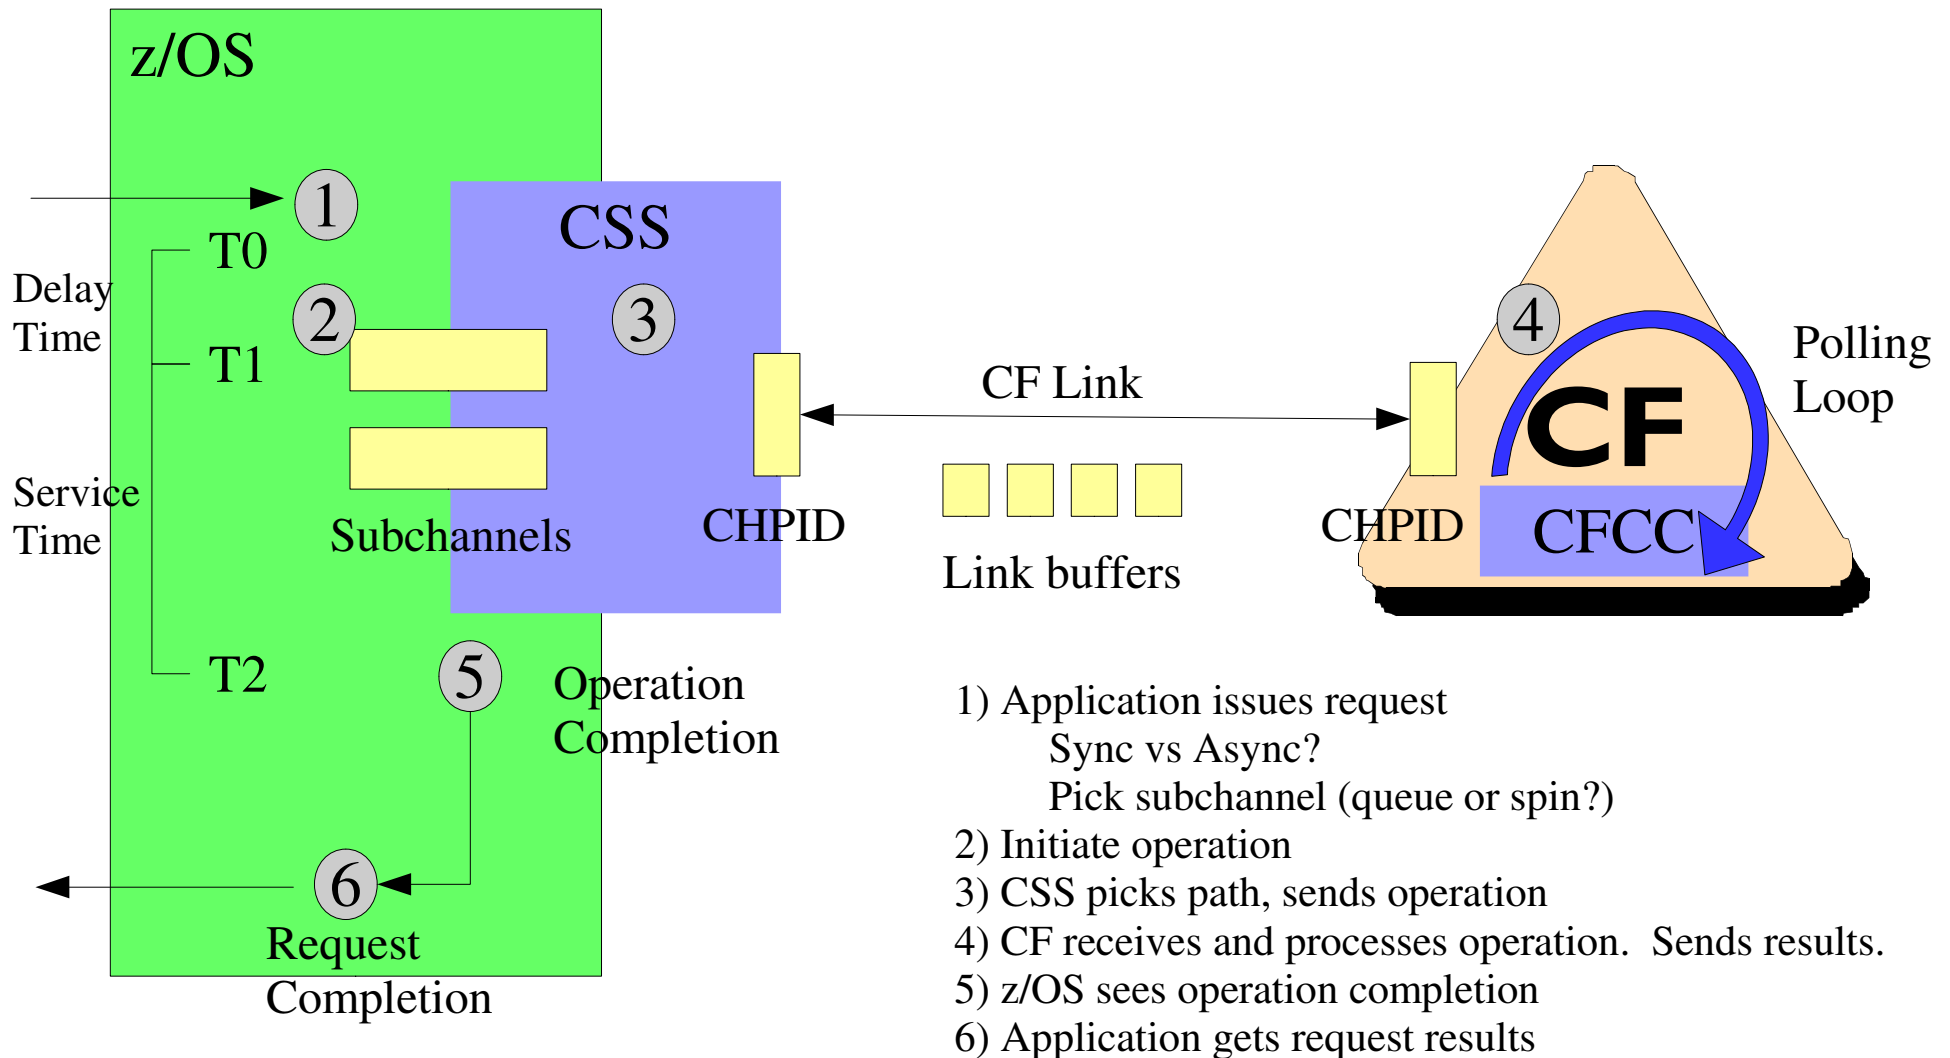 z/OS
1
T0
Delay
Time
2
T1
Service
Time
Subchannels
CSS
3
CHPID
CF Link
Link buffers
CHPID
4
CF
CFCC
Polling
Loop
T2
5
Operation
Completion
6
Request
Completion
1) Application issues request
Sync vs Async?
Pick subchannel (queue or spin?)
2) Initiate operation
3) CSS picks path, sends operation
4) CF receives and processes operation.  Sends results.
5) z/OS sees operation completion
6) Application gets request results